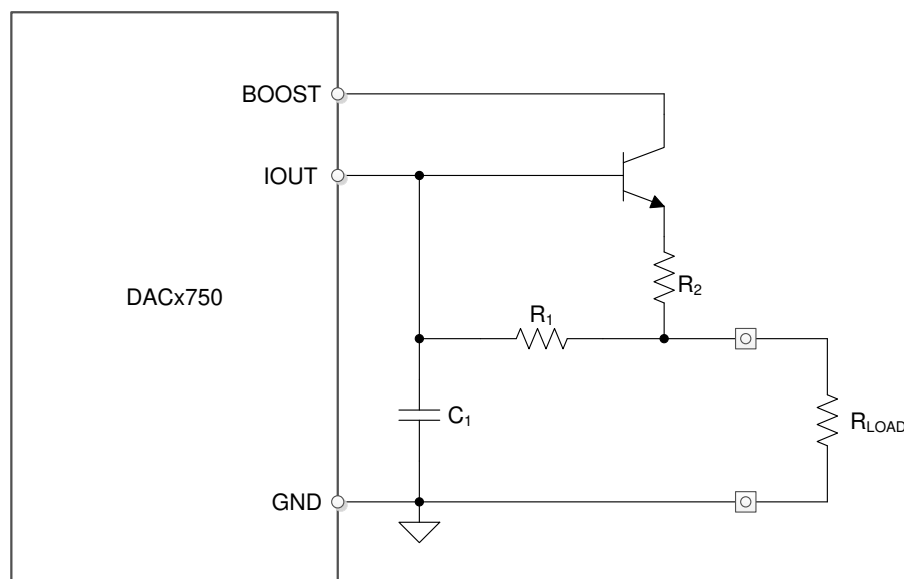 BOOST
IOUT
DACx750
R2
R1
C1
RLOAD
GND